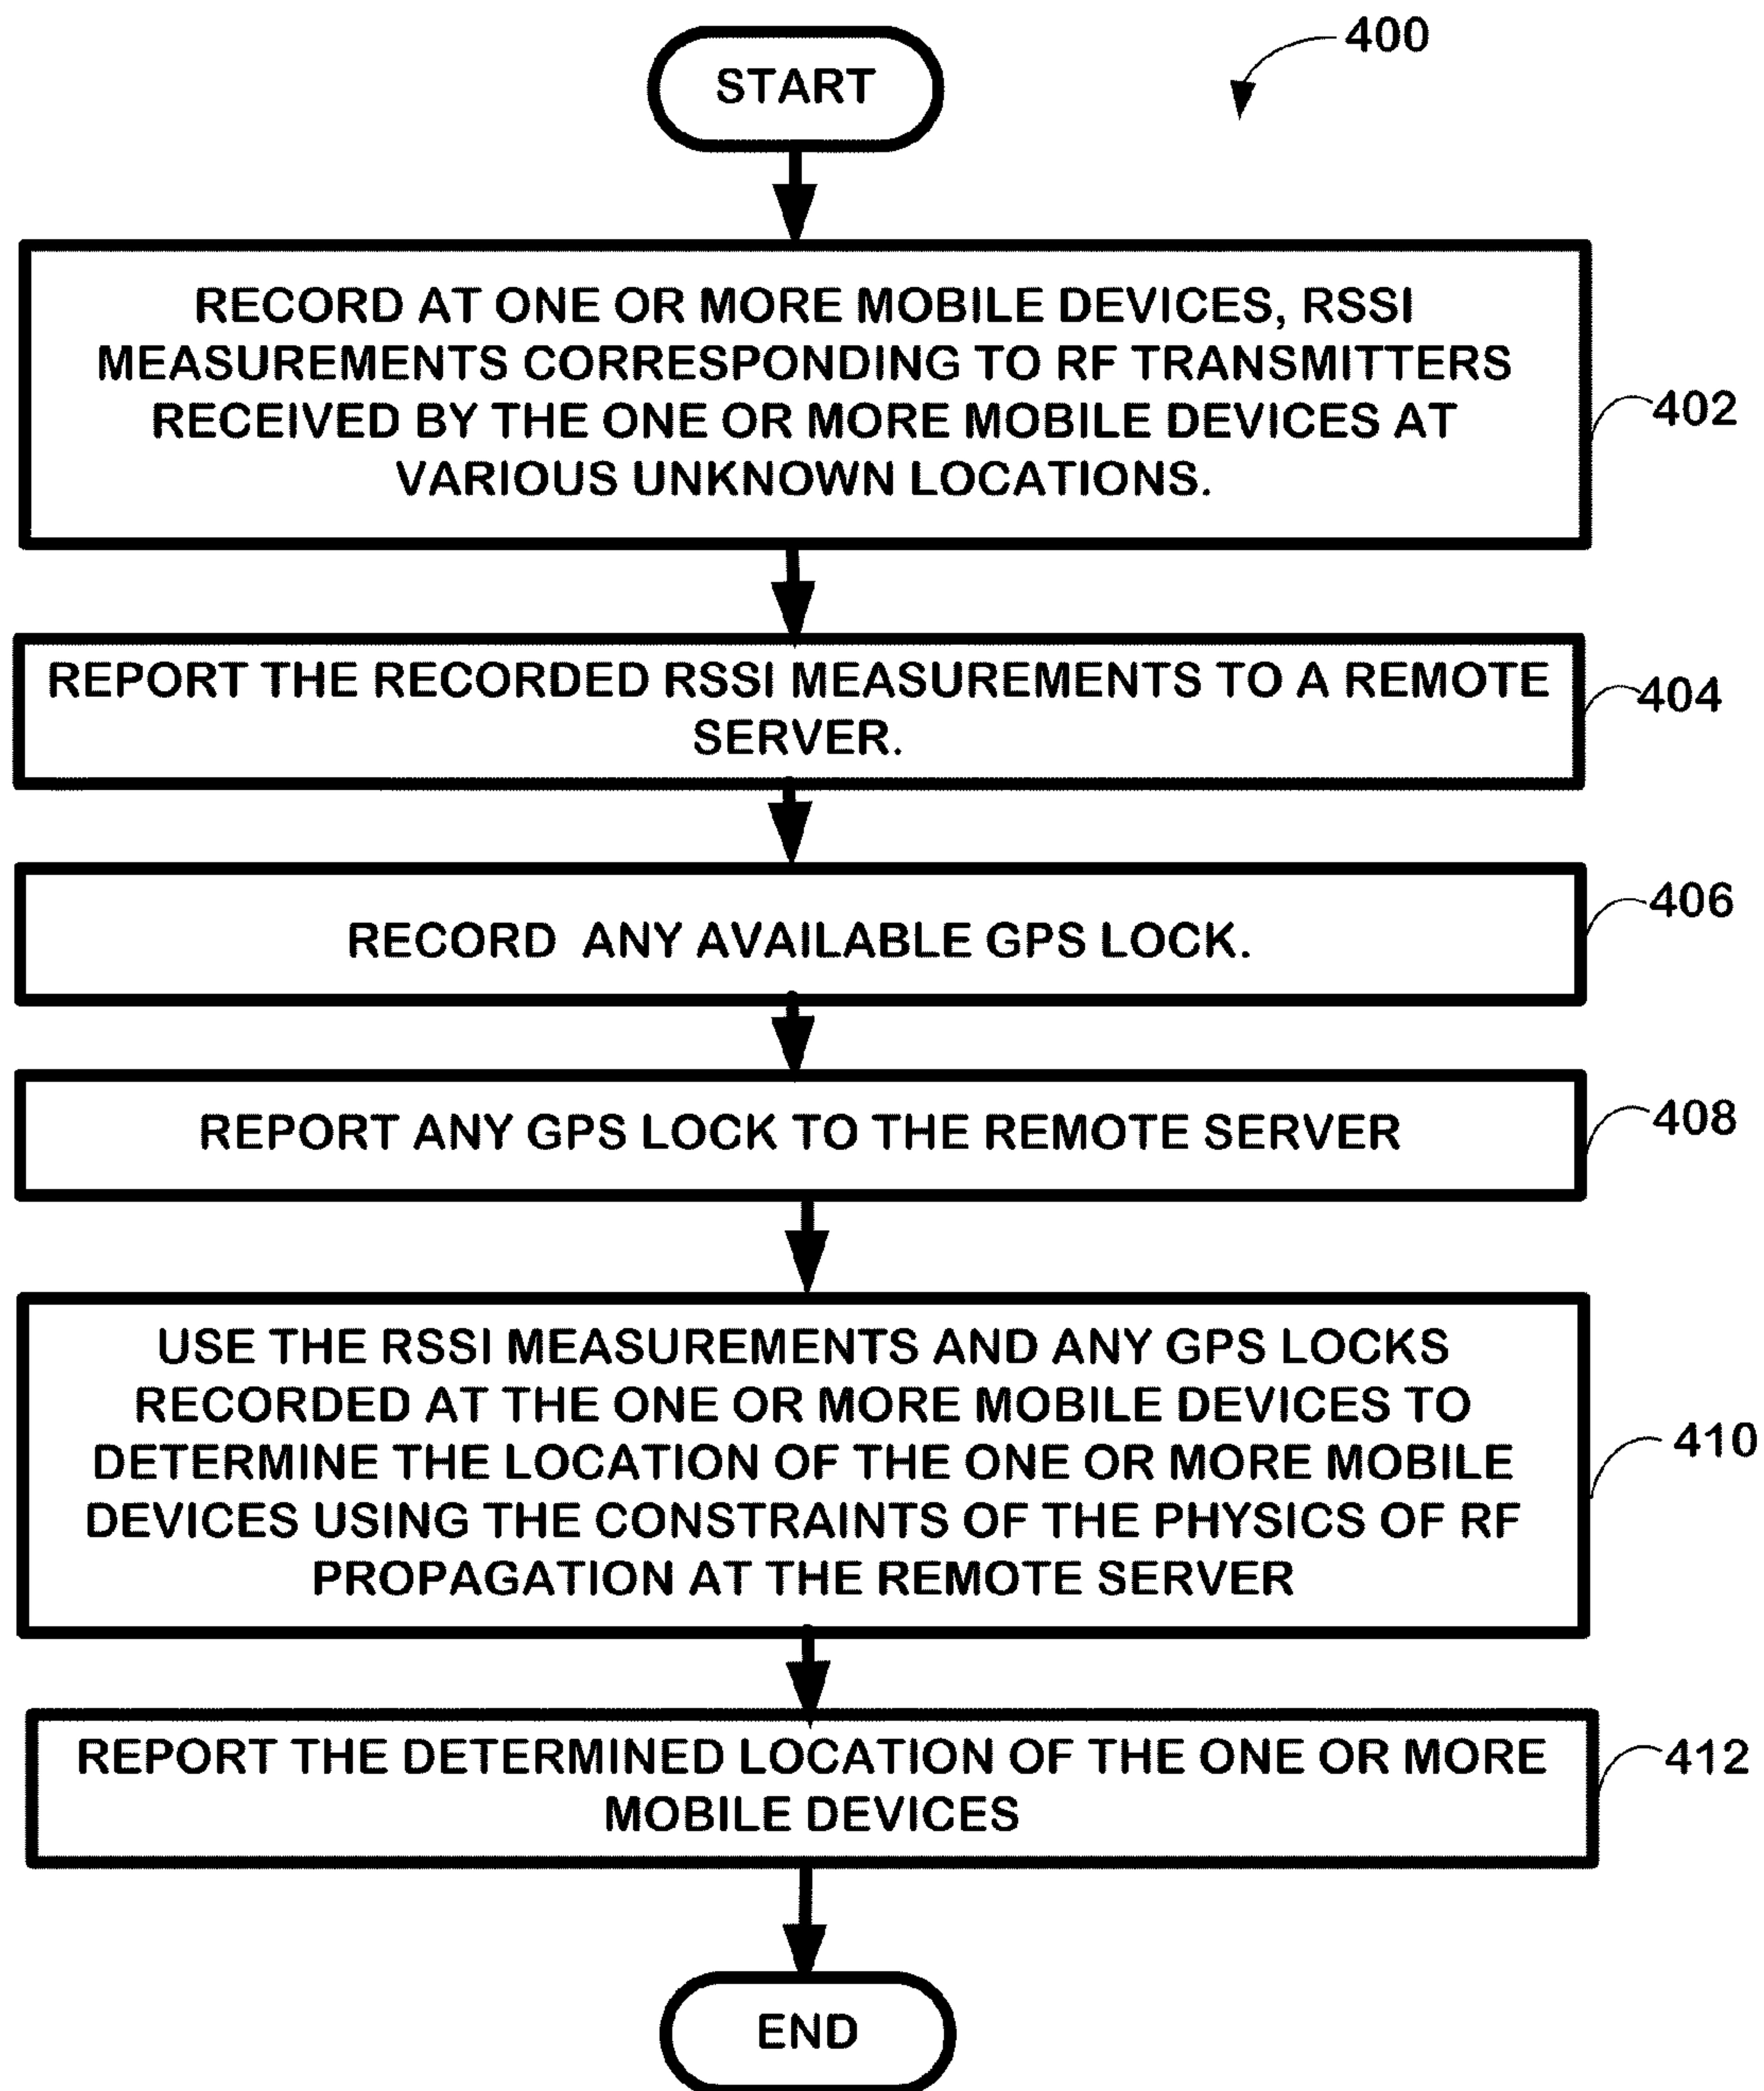 400
START
RECORD AT ONE OR MORE MOBILE DEVICES, RSSI
MEASUREMENTS CORRESPONDING TO RF TRANSMITTERS
RECEIVED BY THE ONE OR MORE MOBILE DEVICES AT
VARIOUS UNKNOWN LOCATIONS.
402
REPORT THE RECORDED RSSI MEASUREMENTS TO A REMOTE
SERVER.
404
RECORD ANY AVAILABLE GPS LOCK.
406
REPORT ANY GPS LOCK TO THE REMOTE SERVER
408
USE THE RSSI MEASUREMENTS AND ANY GPS LOCKS
RECORDED AT THE ONE OR MORE MOBILE DEVICES TO
DETERMINE THE LOCATION OF THE ONE OR MORE MOBILE
DEVICES USING THE CONSTRAINTS OF THE PHYSICS OF RF
PROPAGATION AT THE REMOTE SERVER
410
REPORT THE DETERMINED LOCATION OF THE ONE OR MORE
MOBILE DEVICES
412
END